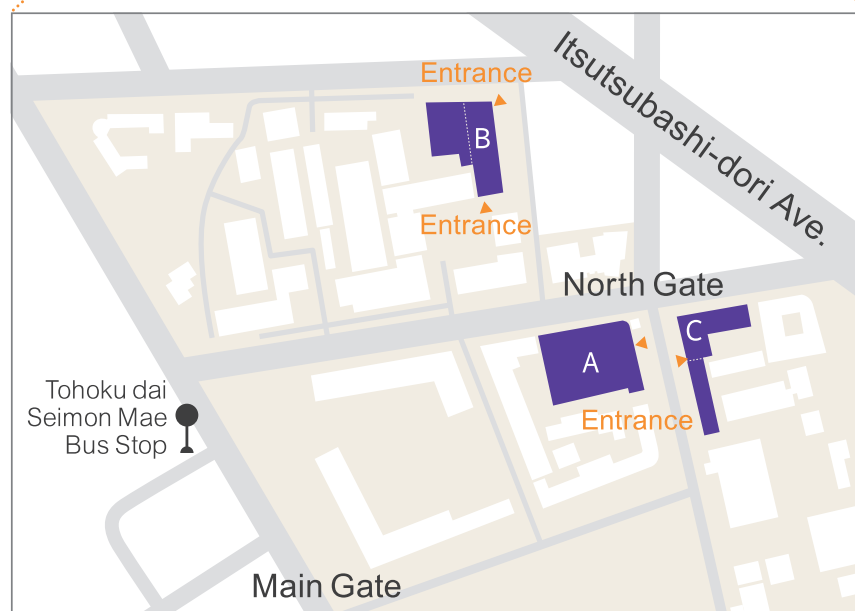 Entrance
Itsutsubashi-dori Ave.
B
Entrance
North Gate
C
A
Tohoku dai
Seimon Mae
Bus Stop
Entrance
Main Gate